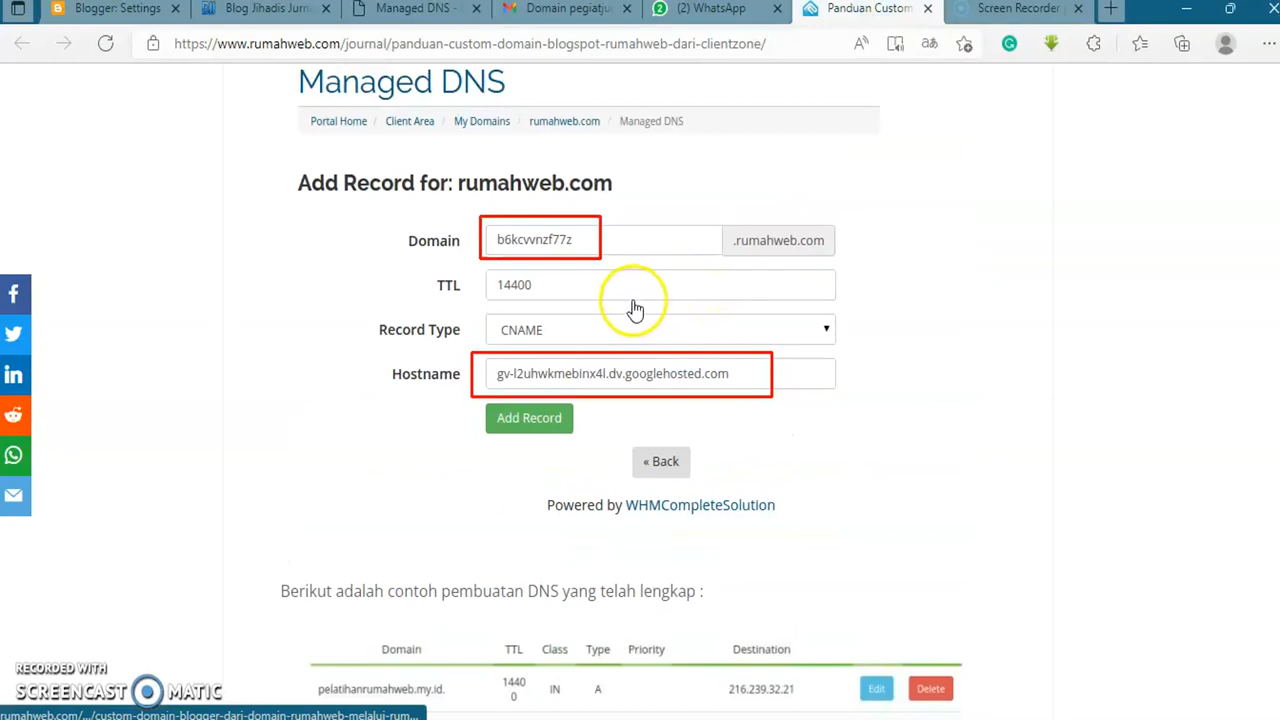 Blogger: Settings
Blog Jihadis Jurn
Managed DNS -
Domain pegiatju
(2) WhatsApp
Panduan Custom
Screen Recorder
https://www.rumahweb.com/journal/panduan-custom-domain-blogspot-rumahweb-dari-clientzone/
Managed DNS
Portal Home / Client Area / My Domains / rumahweb.com / Managed DNS
Add Record for: rumahweb.com
Domain b6kcvvnzf77z .rumahweb.com
TTL 14400
Record Type CNAME
Hostname gv-l2uhwkmebinx4l.dv.googlehosted.com
Add Record
« Back
Powered by WHMCompleteSolution
Berikut adalah contoh pembuatan DNS yang telah lengkap :
Domain TTL Class Type Priority Destination
pelatihanrumahweb.my.id. 1440 IN A 216.239.32.21 Edit Delete
0
RECORDED WITH
SCREENCAST MATIC
rumahweb.com/.../custom-domain-blogger-dari-domain-rumahweb-melalui-rum...